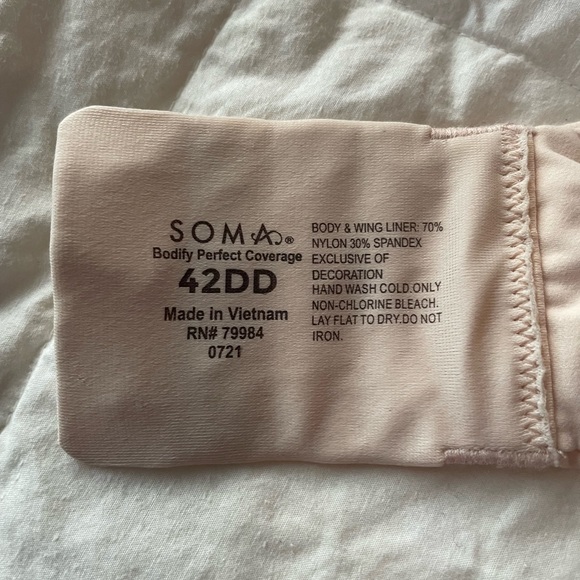 SOMA®
Bodify Perfect Coverage
42DD
Made in Vietnam
RN# 79984
0721
BODY & WING LINER: 70%
NYLON 30% SPANDEX
EXCLUSIVE OF
DECORATION
HAND WASH COLD.ONLY
NON-CHLORINE BLEACH.
LAY FLAT TO DRY.DO NOT
IRON.